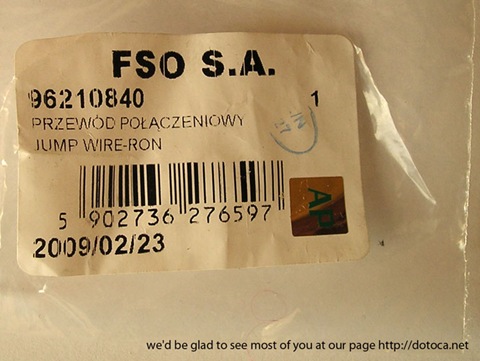 FSO S.A.
96210840 1
PRZEWÓD POŁĄCZENIOWY
JUMP WIRE-RON
5 902736 276597
AP
2009/02/23
we'd be glad to see most of you at our page http://dotoca.net